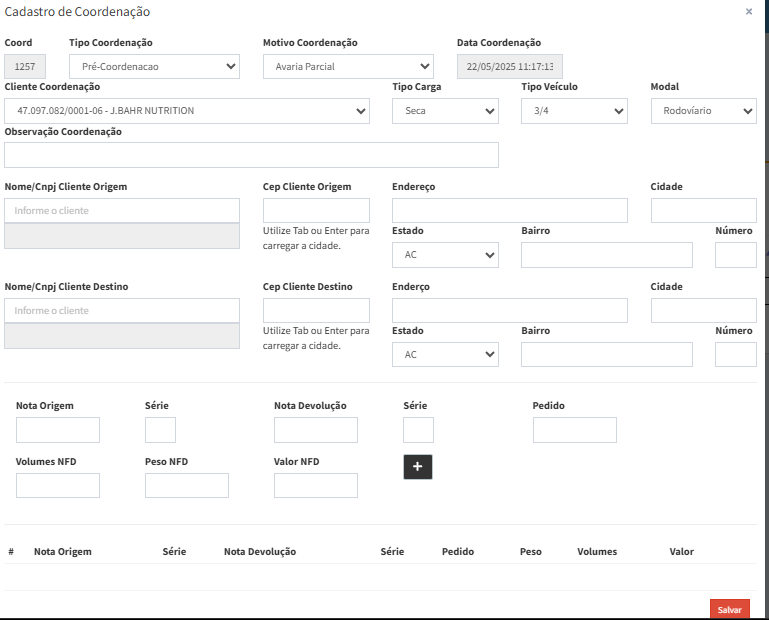 Cadastro de Coordenação ×
Coord Tipo Coordenação Motivo Coordenação Data Coordenação
1257 Pré-Coordenacao Avaria Parcial 22/05/2025 11:17:13
Cliente Coordenação Tipo Carga Tipo Veículo Modal
47.097.082/0001-06 - J.BAHR NUTRITION Seca 3/4 Rodovíario
Observação Coordenação
Nome/Cnpj Cliente Origem Cep Cliente Origem Endereço Cidade
Informe o cliente
Utilize Tab ou Enter para Estado Bairro Número
carregar a cidade.
AC
Nome/Cnpj Cliente Destino Cep Cliente Destino Enderço Cidade
Informe o cliente
Utilize Tab ou Enter para Estado Bairro Número
carregar a cidade.
AC
Nota Origem Série Nota Devolução Série Pedido
Volumes NFD Peso NFD Valor NFD
+
# Nota Origem Série Nota Devolução Série Pedido Peso Volumes Valor
Salvar